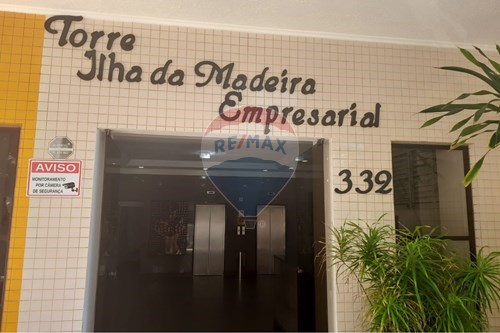 Torre
Ilha da Madeira
Empresarial
RE/MAX
332
AVISO
MONITORAMENTO
POR CÂMERA
DE SEGURANÇA